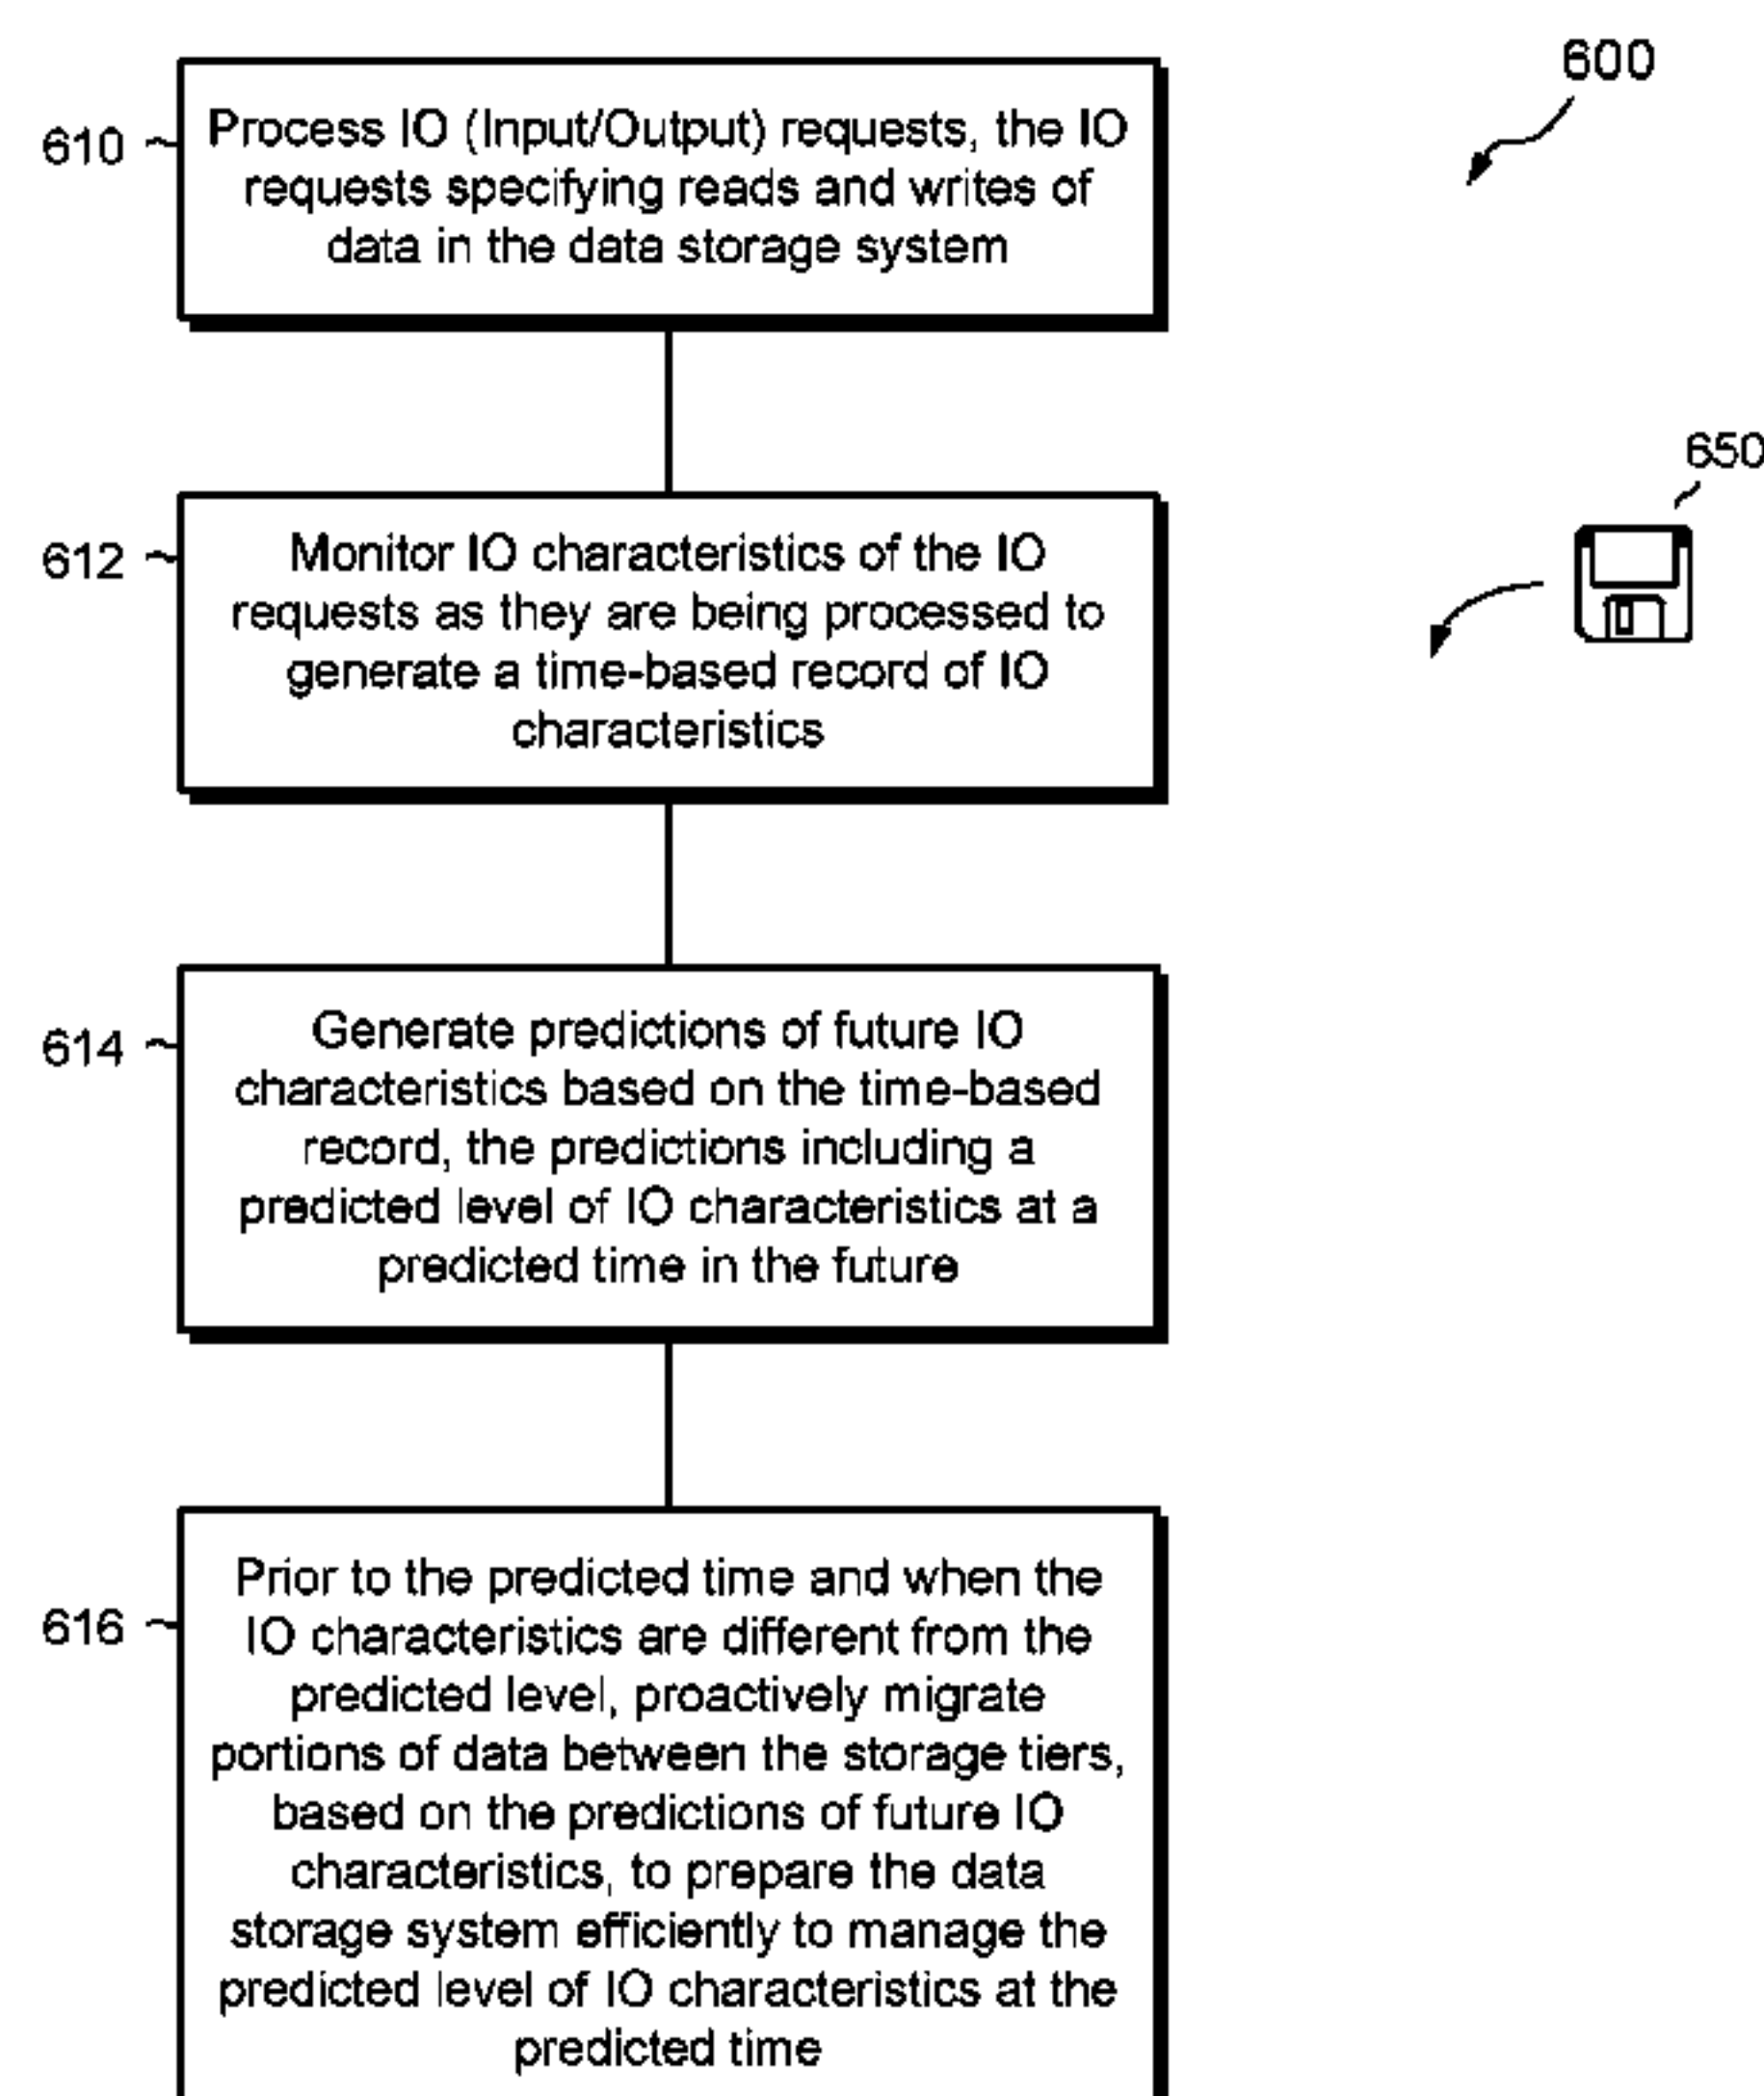 600
610
Process IO (Input/Output) requests, the IO
requests specifying reads and writes of
data in the data storage system
650
612
Monitor IO characteristics of the IO
requests as they are being processed to
generate a time-based record of IO
characteristics
614
Generate predictions of future IO
characteristics based on the time-based
record, the predictions including a
predicted level of IO characteristics at a
predicted time in the future
616
Prior to the predicted time and when the
IO characteristics are different from the
predicted level, proactively migrate
portions of data between the storage tiers,
based on the predictions of future IO
characteristics, to prepare the data
storage system efficiently to manage the
predicted level of IO characteristics at the
predicted time